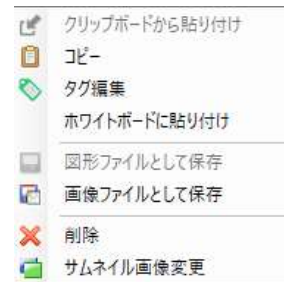 クリップボードから貼り付け
コピー
タグ編集
ホワイトボードに貼り付け
図形ファイルとして保存
画像ファイルとして保存
削除
サムネイル画像変更